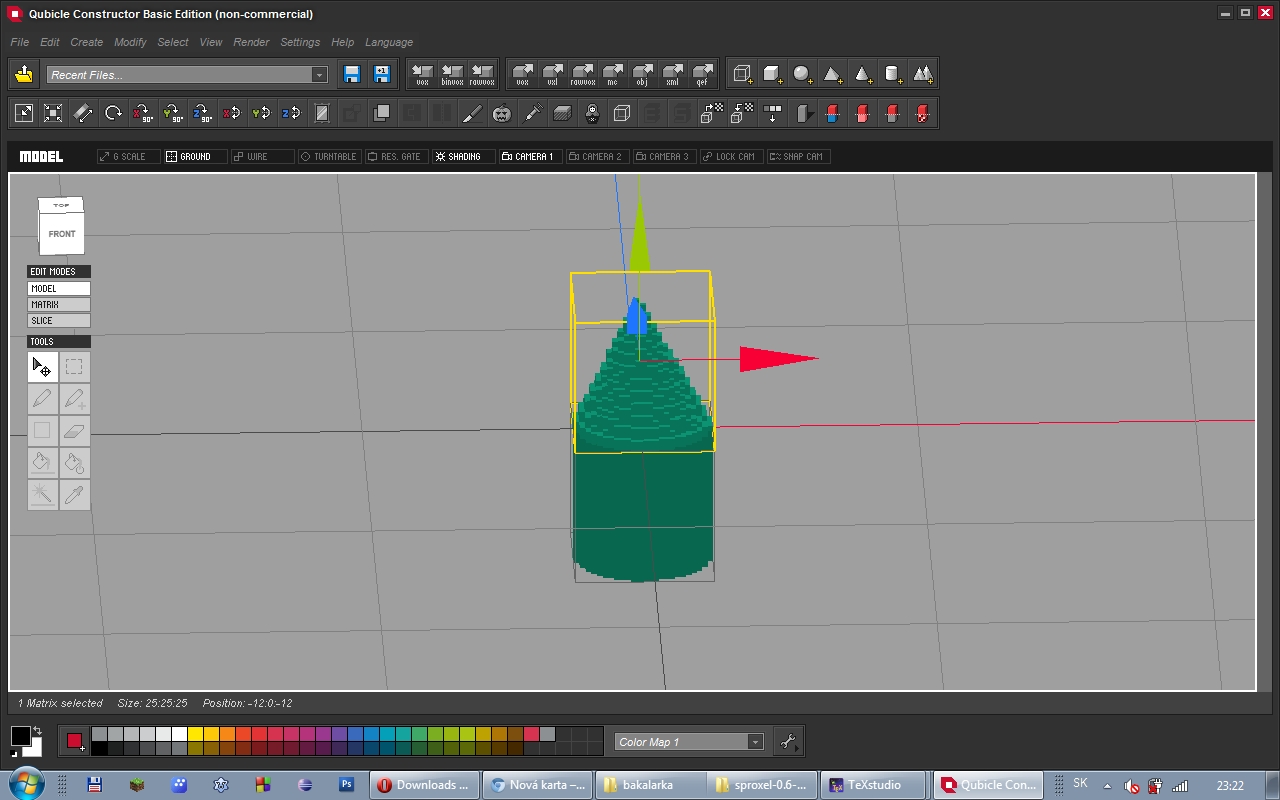 Qubicle Constructor Basic Edition (non-commercial)
File Edit Create Modify Select View Render Settings Help Language
Recent Files...
+1
vox binvox rawvox vox vxl rawvox mc obj xml qef
X 90° Y 90° Z 90° X Y Z
MODEL G SCALE GROUND WIRE TURNTABLE RES. GATE SHADING CAMERA 1 CAMERA 2 CAMERA 3 LOCK CAM SNAP CAM
TOP
FRONT
EDIT MODES
MODEL
MATRIX
SLICE
TOOLS
1 Matrix selected Size: 25:25:25 Position: -12:0:-12
Color Map 1
Downloads ... Nová karta –... bakalarka sproxel-0.6-... TeXstudio Qubicle Con... SK 23:22